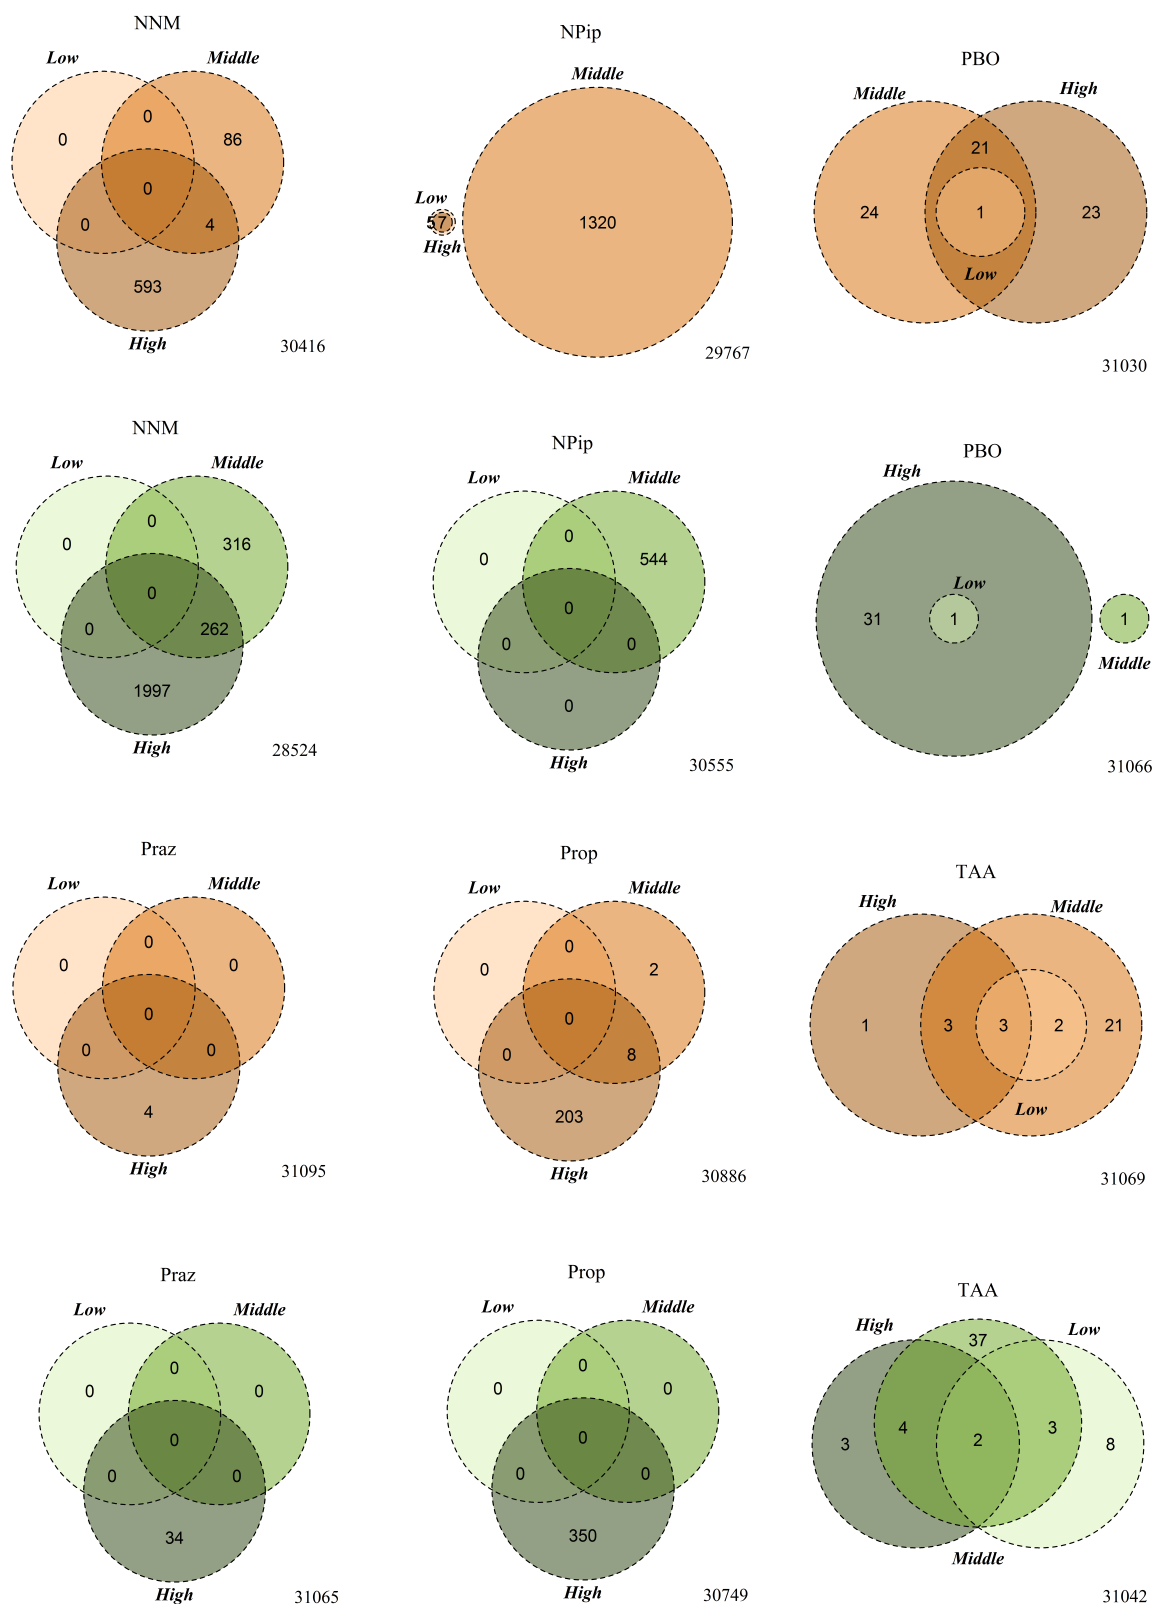 NNM
Low
Middle
0
0
86
0
0
4
593
High
30416
NPip
Middle
Low
5 7
1320
High
29767
PBO
Middle
High
21
24
1
23
Low
31030
NNM
Low
Middle
0
0
316
0
0
262
1997
High
28524
NPip
Low
Middle
0
0
544
0
0
0
0
High
30555
PBO
High
Low
31
1
1
Middle
31066
Praz
Low
Middle
0
0
0
0
0
0
4
High
31095
Prop
Low
Middle
0
0
2
0
0
8
203
High
30886
TAA
High
Middle
1
3
3
2
21
Low
31069
Praz
Low
Middle
0
0
0
0
0
0
34
High
31065
Prop
Low
Middle
0
0
0
0
0
0
350
High
30749
TAA
High
Low
37
4
3
3
2
8
Middle
31042